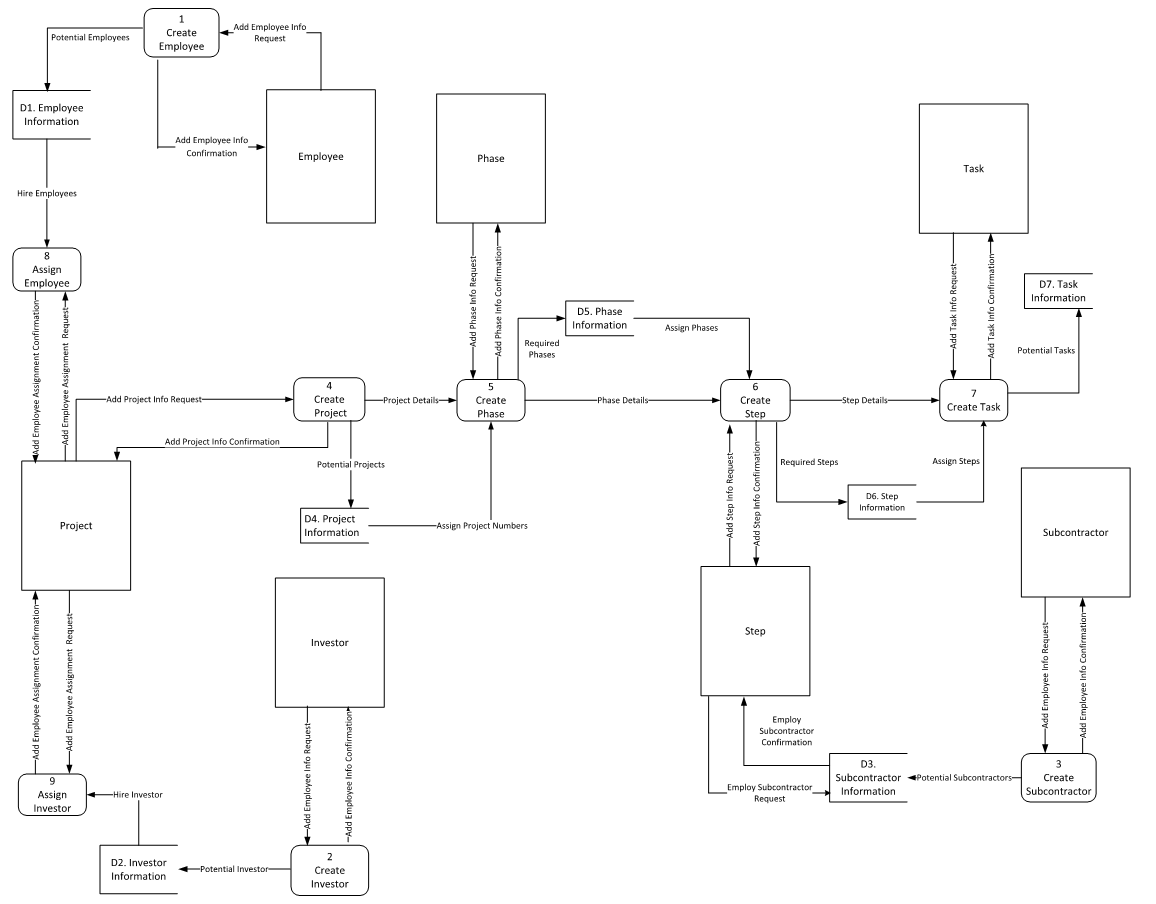 1
Create
Employee
Add Employee Info
Request
Potential Employees
D1. Employee
Information
Add Employee Info
Confirmation
Employee
Phase
Task
Hire Employees
8
Assign
Employee
Add Employee Assignment Confirmation
Add Employee Assignment Request
Add Phase Info Request
Add Phase Info Confirmation
Add Task Info Request
Add Task Info Confirmation
D7. Task
Information
D5. Phase
Information
Assign Phases
Required
Phases
Potential Tasks
4
Create
Project
5
Create
Phase
6
Create
Step
7
Create Task
Add Project Info Request
Project Details
Phase Details
Step Details
Add Project Info Confirmation
Potential Projects
Required Steps
Assign Steps
Add Step Info Request
Add Step Info Confirmation
D6. Step
Information
D4. Project
Information
Assign Project Numbers
Project
Subcontractor
Investor
Step
Add Employee Assignment Confirmation
Add Employee Assignment Request
Add Employee Info Request
Add Employee Info Confirmation
Add Employee Info Request
Add Employee Info Confirmation
Employ
Subcontractor
Confirmation
D3.
Subcontractor
Information
Potential Subcontractors
3
Create
Subcontractor
Employ Subcontractor
Request
9
Assign
Investor
Hire Investor
D2. Investor
Information
Potential Investor
2
Create
Investor